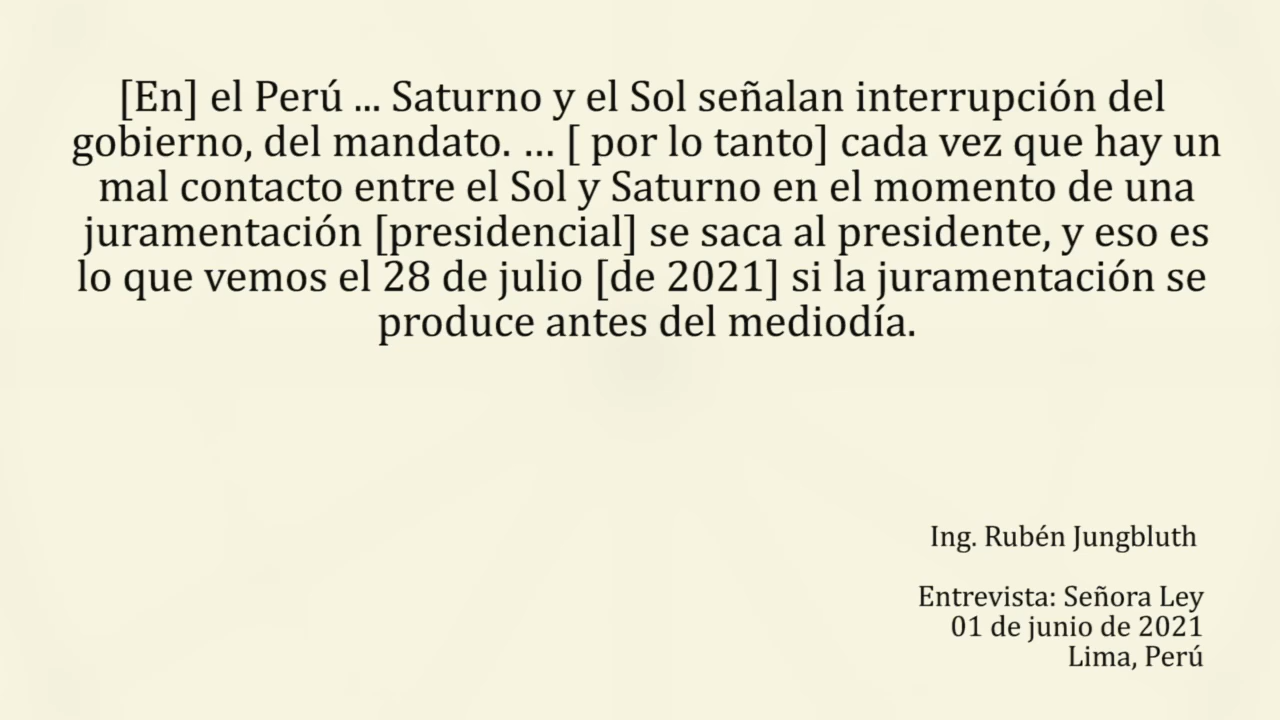 [En] el Perú ... Saturno y el Sol señalan interrupción del
gobierno, del mandato. ... [ por lo tanto] cada vez que hay un
mal contacto entre el Sol y Saturno en el momento de una
juramentación [presidencial] se saca al presidente, y eso es
lo que vemos el 28 de julio [de 2021] si la juramentación se
produce antes del mediodía.
Ing. Rubén Jungbluth
Entrevista: Señora Ley
01 de junio de 2021
Lima, Perú